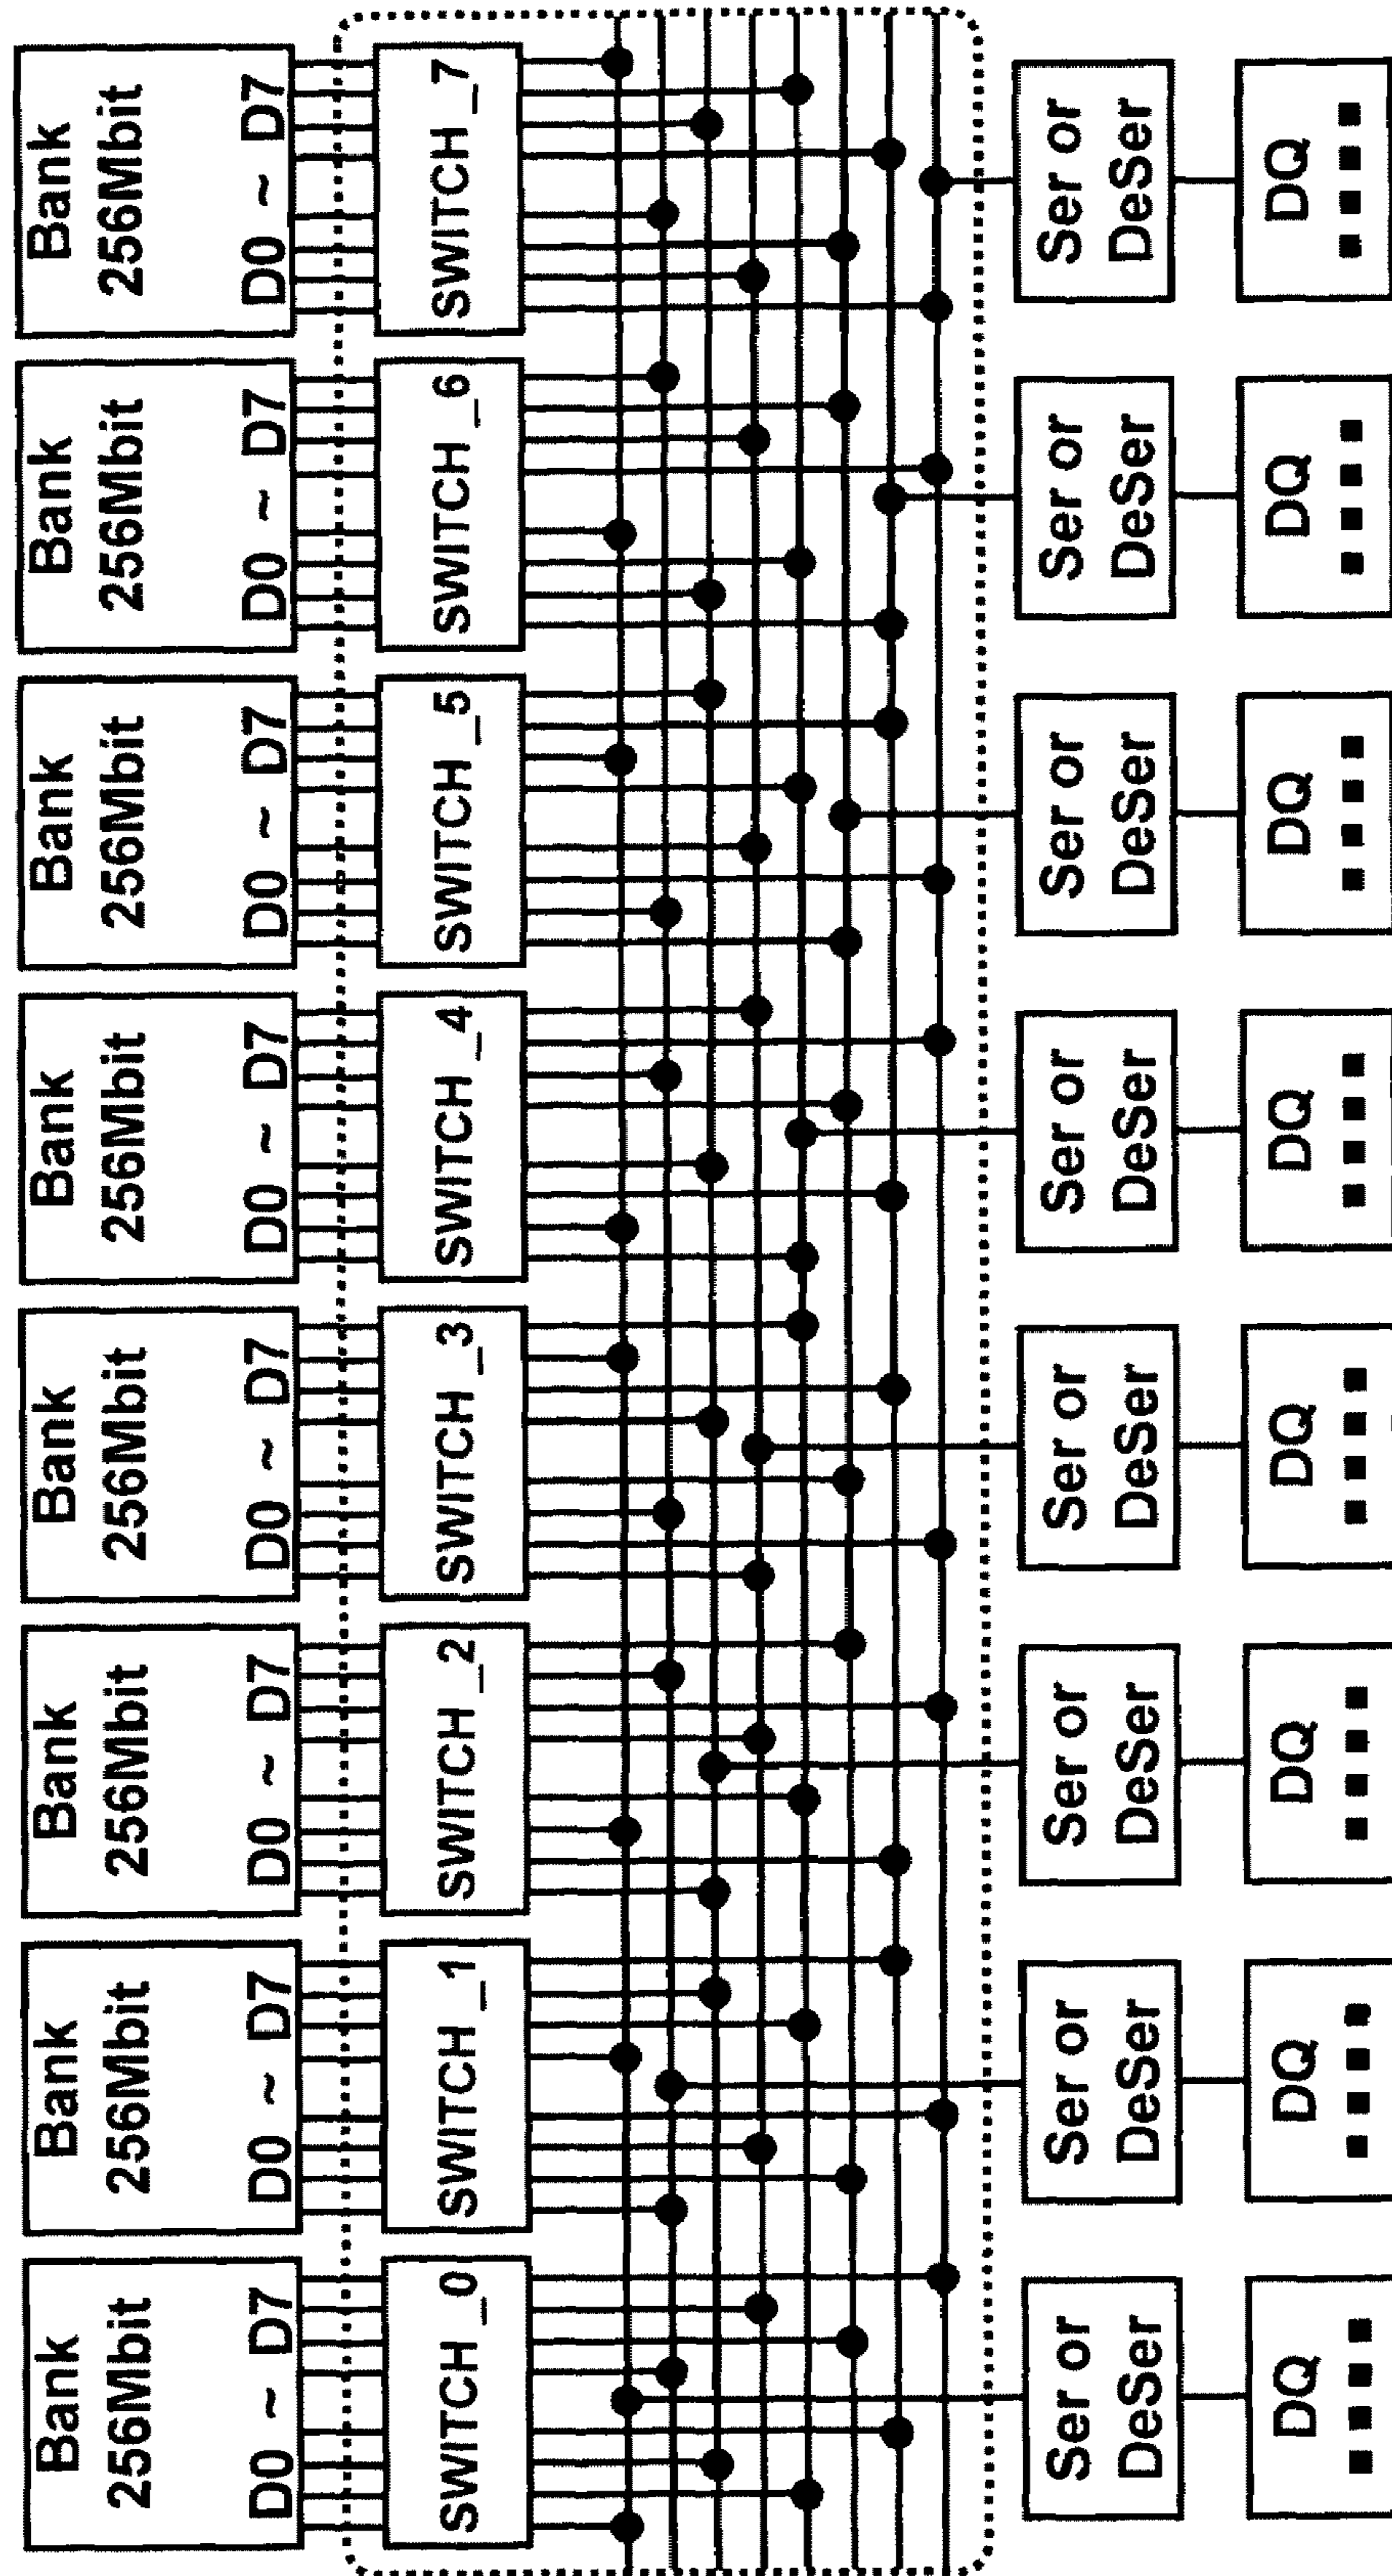 Bank
256Mbit
D0 ~ D7
SWITCH_0
Ser or
DeSer
DQ
Bank
256Mbit
D0 ~ D7
SWITCH_1
Ser or
DeSer
DQ
Bank
256Mbit
D0 ~ D7
SWITCH_2
Ser or
DeSer
DQ
Bank
256Mbit
D0 ~ D7
SWITCH_3
Ser or
DeSer
DQ
Bank
256Mbit
D0 ~ D7
SWITCH_4
Ser or
DeSer
DQ
Bank
256Mbit
D0 ~ D7
SWITCH_5
Ser or
DeSer
DQ
Bank
256Mbit
D0 ~ D7
SWITCH_6
Ser or
DeSer
DQ
Bank
256Mbit
D0 ~ D7
SWITCH_7
Ser or
DeSer
DQ